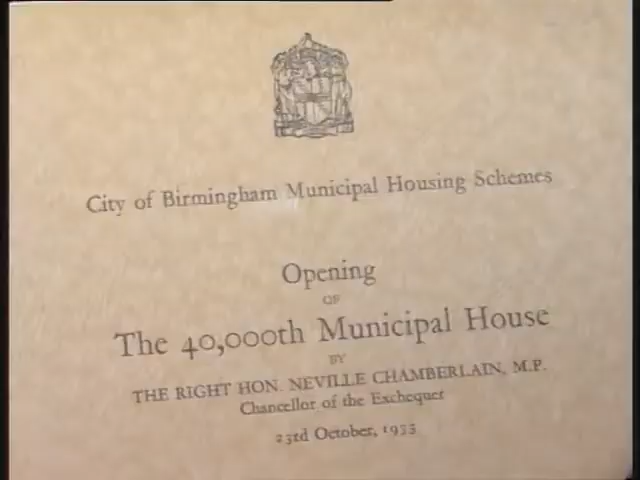 City of Birmingham Municipal Housing Schemes
Opening
OF
The 40,000th Municipal House
BY
THE RIGHT HON. NEVILLE CHAMBERLAIN, M.P.
Chancellor of the Exchequer
23rd October, 1933